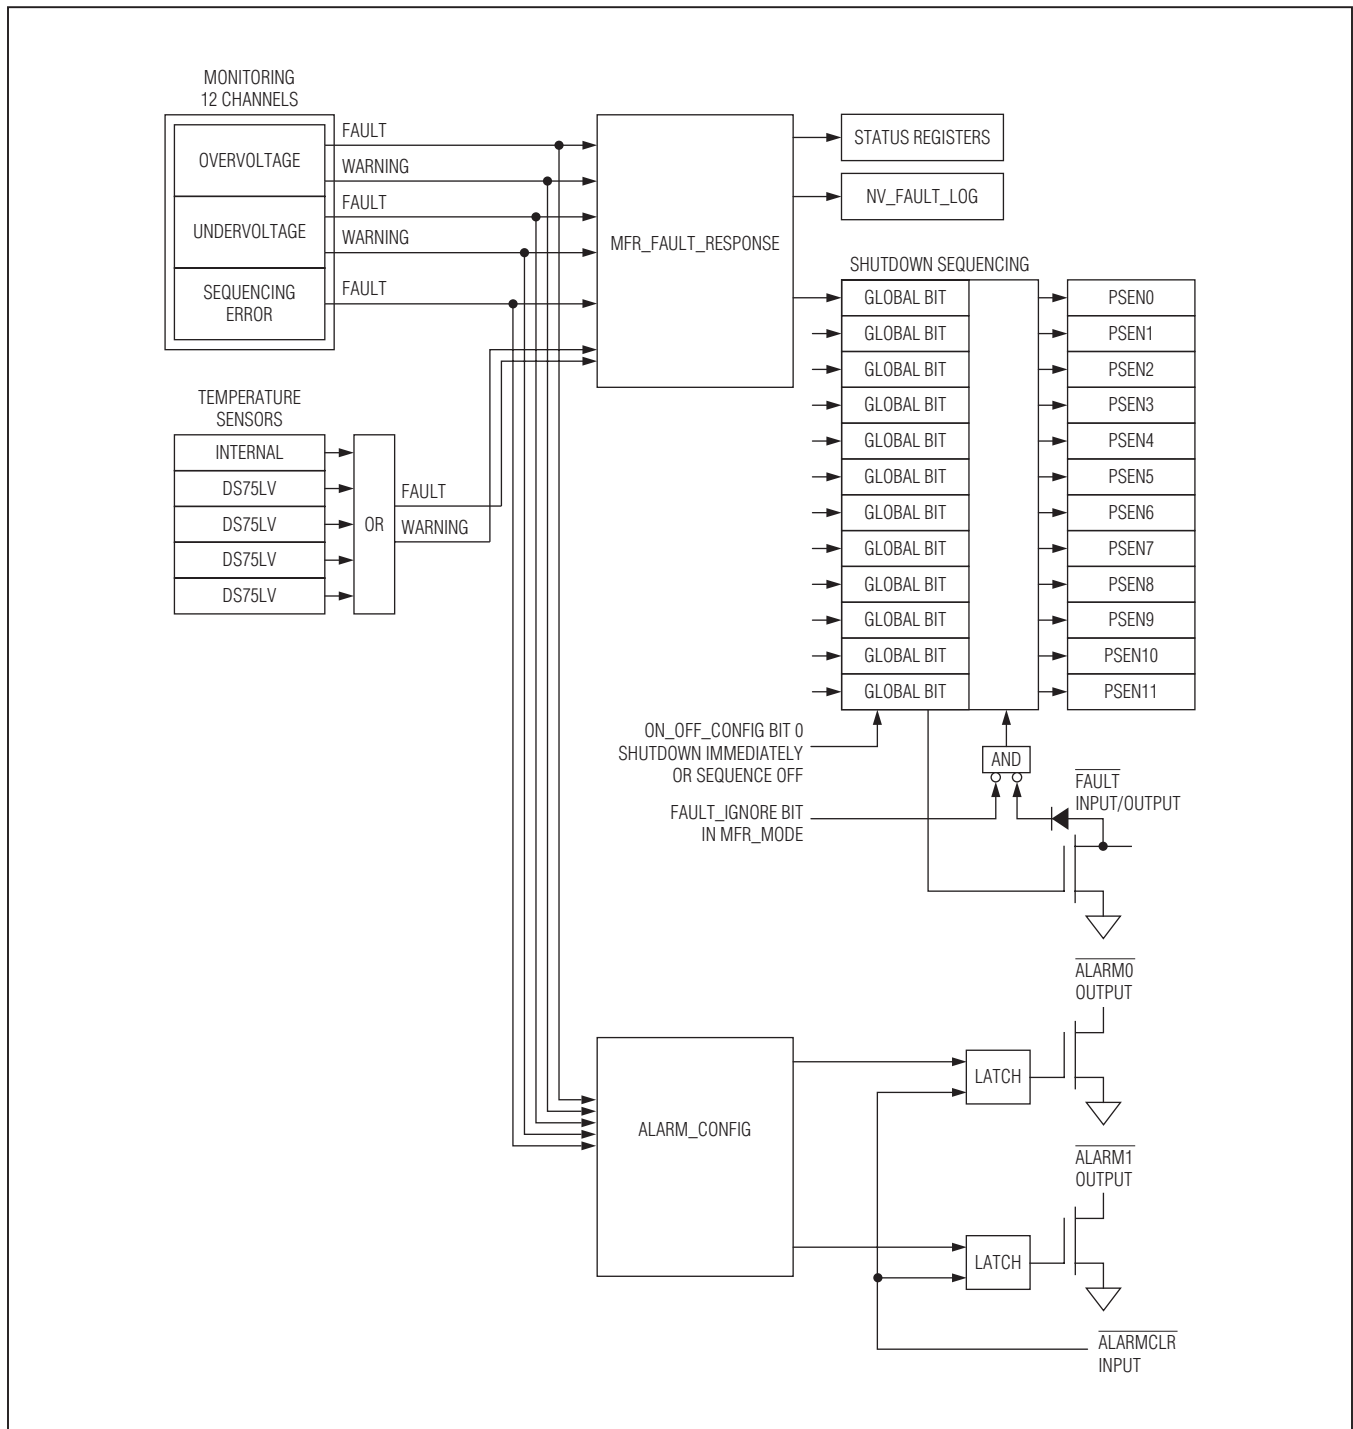 MONITORING
12 CHANNELS
OVERVOLTAGE
UNDERVOLTAGE
SEQUENCING
ERROR
FAULT
WARNING
FAULT
WARNING
FAULT
TEMPERATURE
SENSORS
INTERNAL
DS75LV
DS75LV
DS75LV
DS75LV
OR
FAULT
WARNING
MFR_FAULT_RESPONSE
STATUS REGISTERS
NV_FAULT_LOG
SHUTDOWN SEQUENCING
GLOBAL BIT
PSEN0
GLOBAL BIT
PSEN1
GLOBAL BIT
PSEN2
GLOBAL BIT
PSEN3
GLOBAL BIT
PSEN4
GLOBAL BIT
PSEN5
GLOBAL BIT
PSEN6
GLOBAL BIT
PSEN7
GLOBAL BIT
PSEN8
GLOBAL BIT
PSEN9
GLOBAL BIT
PSEN10
GLOBAL BIT
PSEN11
ON_OFF_CONFIG BIT 0
SHUTDOWN IMMEDIATELY
OR SEQUENCE OFF
AND
FAULT_IGNORE BIT
IN MFR_MODE
FAULT
INPUT/OUTPUT
ALARM0
OUTPUT
LATCH
ALARM_CONFIG
ALARM1
OUTPUT
LATCH
ALARMCLR
INPUT